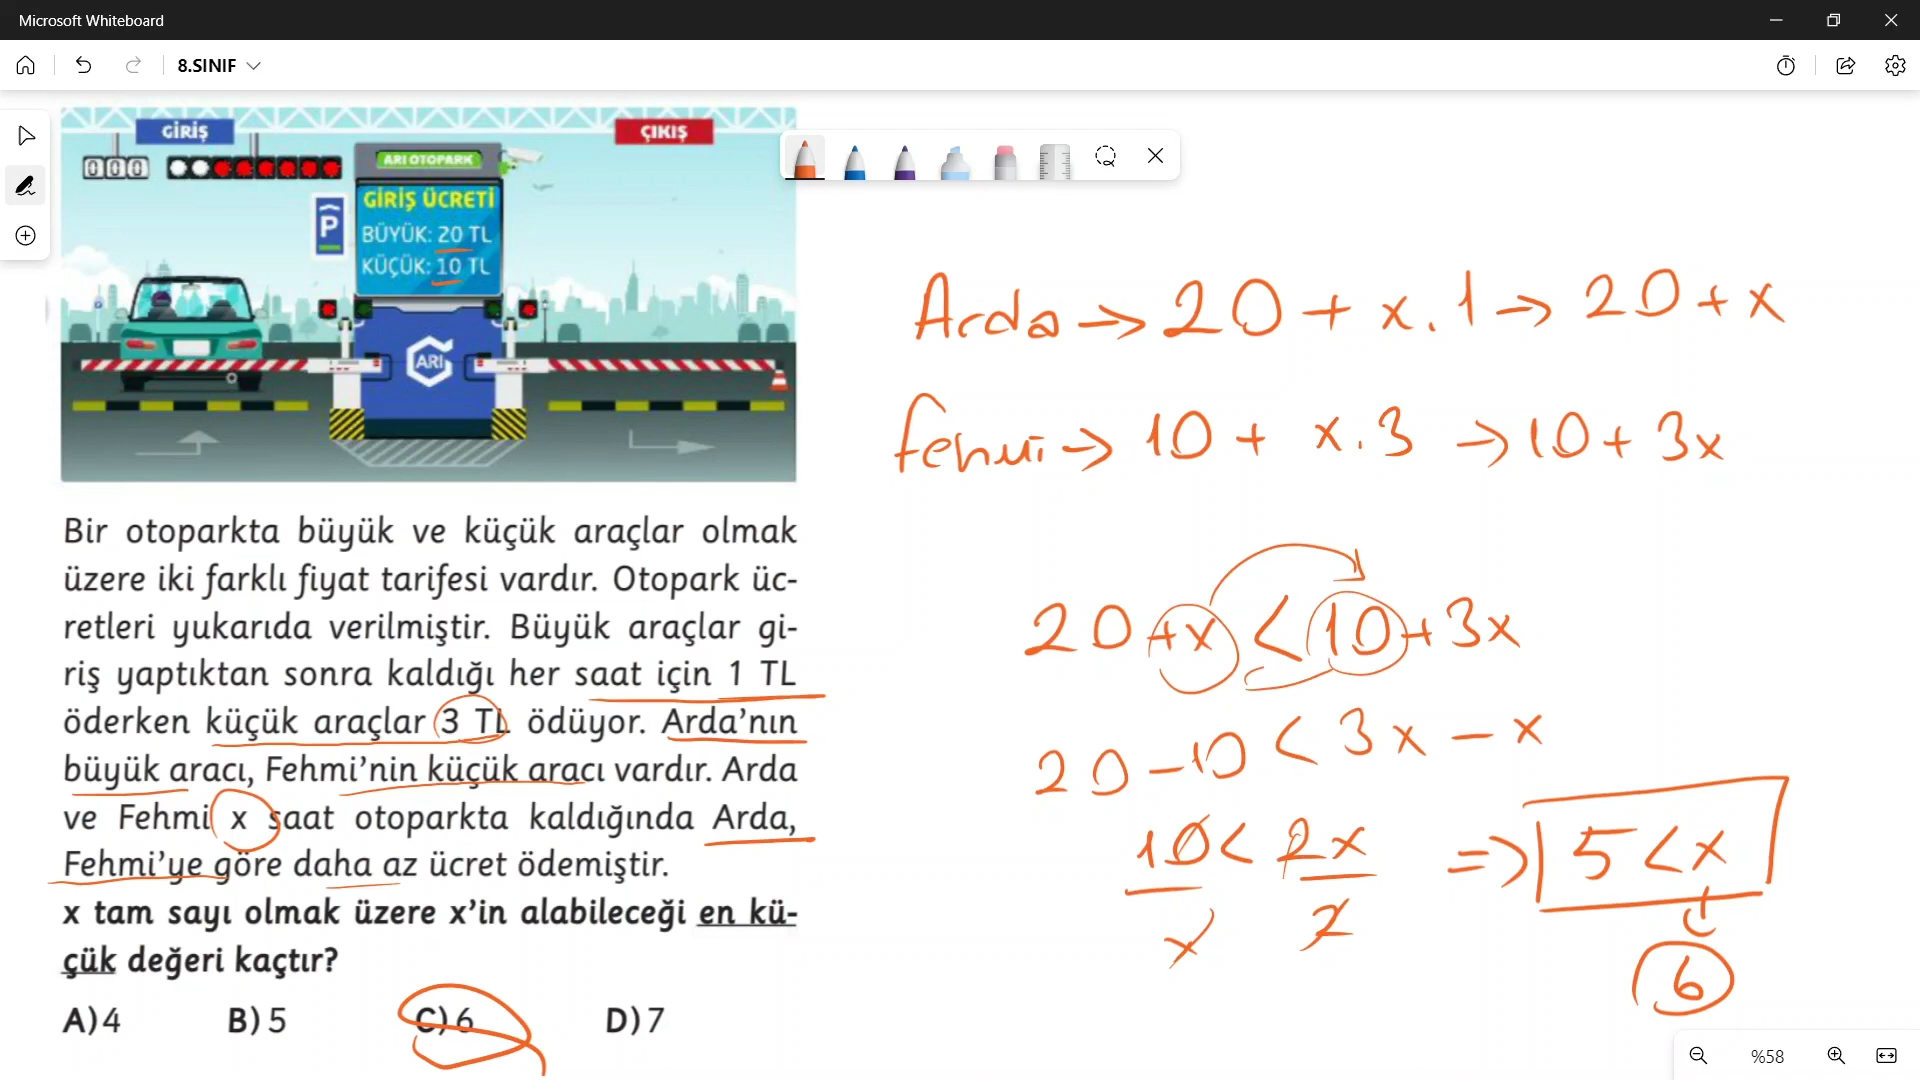 Microsoft Whiteboard
8.SINIF
GİRİŞ
ÇIKIŞ
000
ARI OTOPARK
GİRİŞ ÜCRETİ
BÜYÜK: 20 TL
KÜÇÜK: 10 TL
P
ARI
Bir otoparkta büyük ve küçük araçlar olmak
üzere iki farklı fiyat tarifesi vardır. Otopark üc-
retleri yukarıda verilmiştir. Büyük araçlar gi-
riş yaptıktan sonra kaldığı her saat için 1 TL
öderken küçük araçlar 3 TL ödüyor. Arda’nın
büyük aracı, Fehmi’nin küçük aracı vardır. Arda
ve Fehmi x saat otoparkta kaldığında Arda,
Fehmi’ye göre daha az ücret ödemiştir.
x tam sayı olmak üzere x’in alabileceği en kü-
çük değeri kaçtır?
A) 4 B) 5 C) 6 D) 7
Arda → 20 + x . 1 → 20 + x
fehmi → 10 + x . 3 → 10 + 3x
20 + x < 10 + 3x
20 - 10 < 3x - x
10 < 2x ⇒ 5 < x
2
6
%58